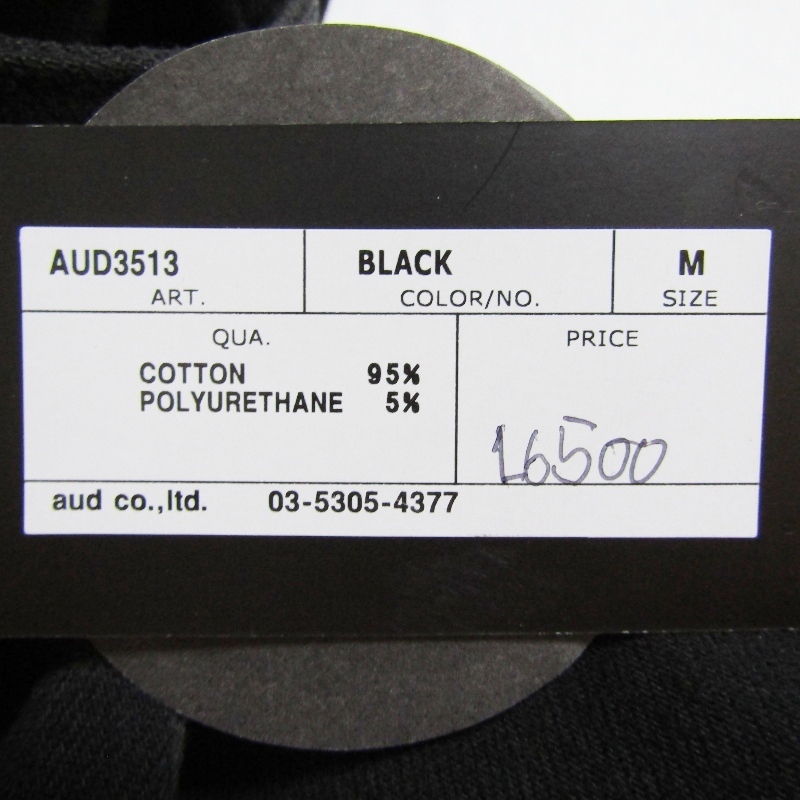 AUD3513 BLACK M
ART. COLOR/NO. SIZE
QUA. PRICE
COTTON 95%
POLYURETHANE 5%
16500
aud co.,ltd. 03-5305-4377